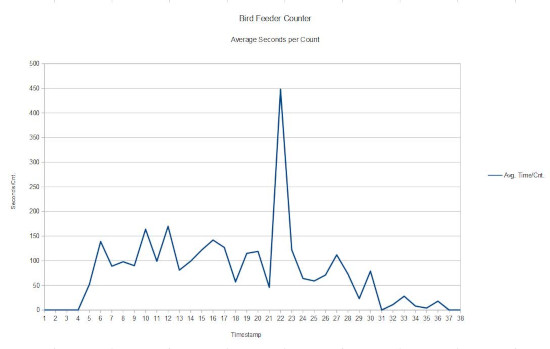 Bird Feeder Counter
Average Seconds per Count
500
450
400
350
300
250
200
150
100
50
0
Seconds/Cnt.
Avg. Time/Cnt.
1 2 3 4 5 6 7 8 9 10 11 12 13 14 15 16 17 18 19 20 21 22 23 24 25 26 27 28 29 30 31 32 33 34 35 36 37 38
Timestamp